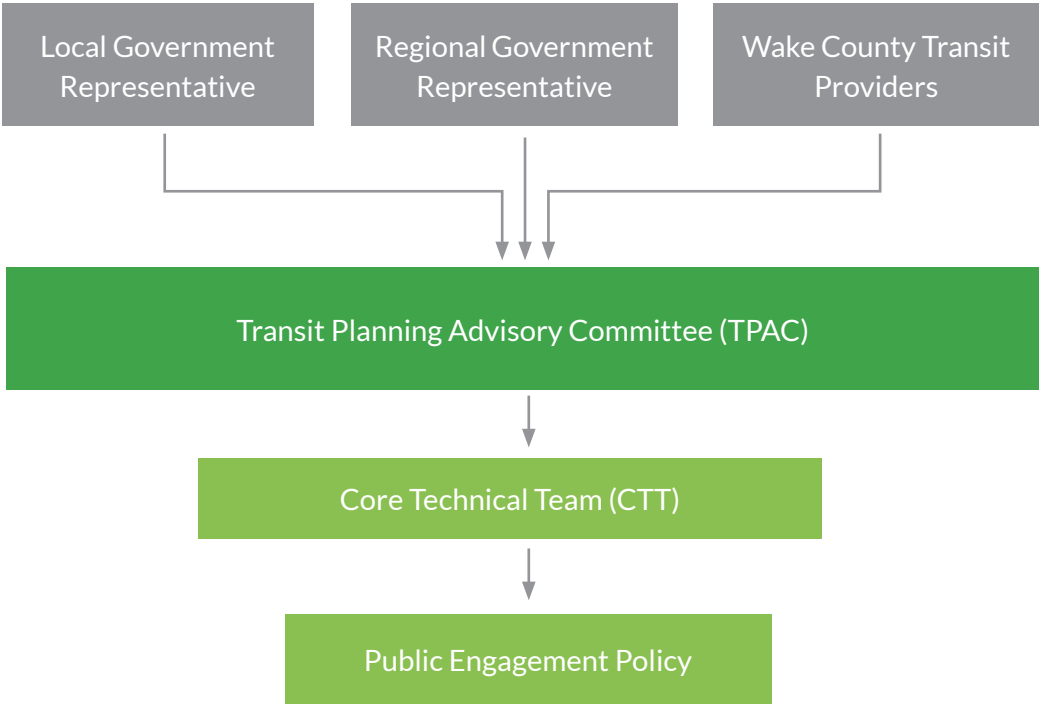 Local Government
Representative
Regional Government
Representative
Wake County Transit
Providers
Transit Planning Advisory Committee (TPAC)
Core Technical Team (CTT)
Public Engagement Policy